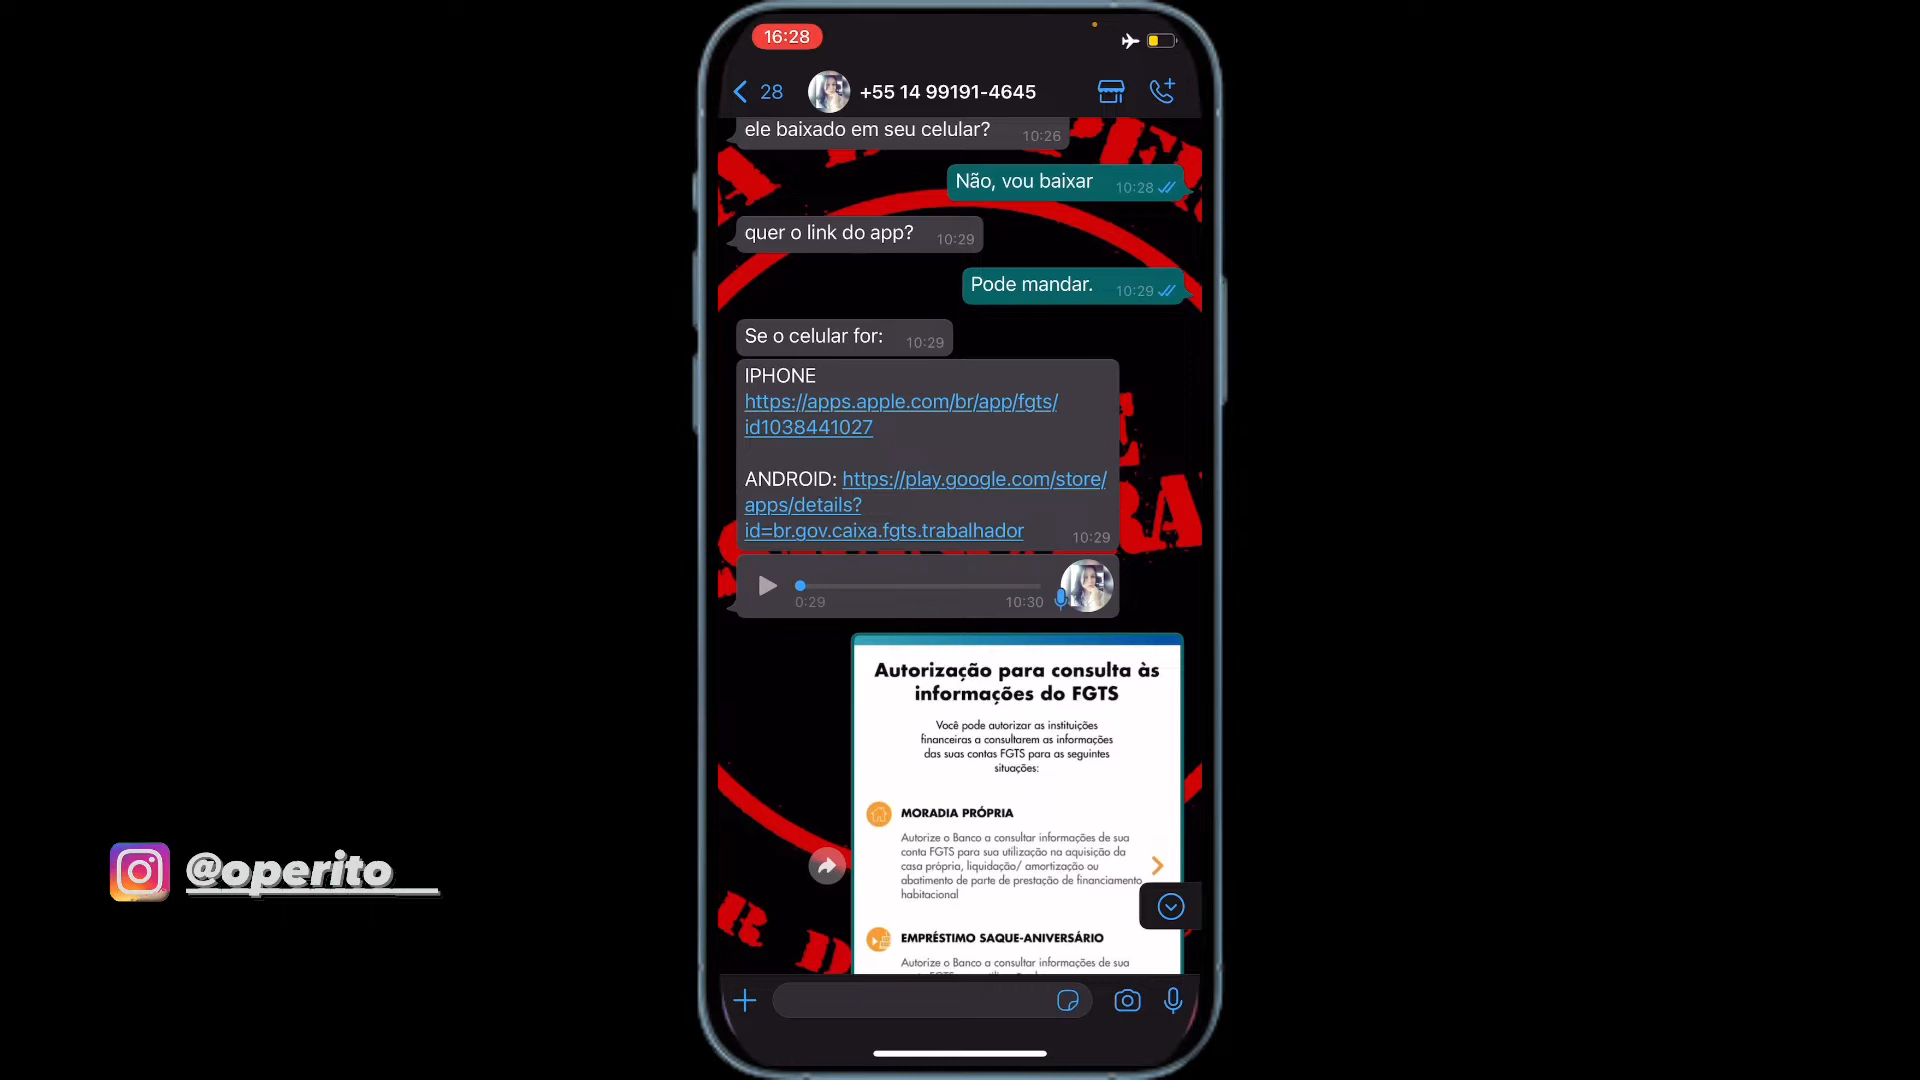 16:28
28
+55 14 99191-4645
ele baixado em seu celular?
10:26
Não, vou baixar
10:28
quer o link do app?
10:29
Pode mandar.
10:29
Se o celular for:
10:29
IPHONE
https://apps.apple.com/br/app/fgts/
id1038441027
ANDROID: https://play.google.com/store/
apps/details?
id=br.gov.caixa.fgts.trabalhador
10:29
0:29
10:30
Autorização para consulta às
informações do FGTS
Você pode autorizar as instituições
financeiras a consultarem as informações
das suas contas FGTS para as seguintes
situações:
MORADIA PRÓPRIA
Autorize o Banco a consultar informações de sua
conta FGTS para sua utilização na aquisição da
casa própria, liquidação/ amortização ou
abatimento de parte de prestação de financiamento
habitacional
EMPRÉSTIMO SAQUE-ANIVERSÁRIO
Autorize o Banco a consultar informações de sua
@operito__